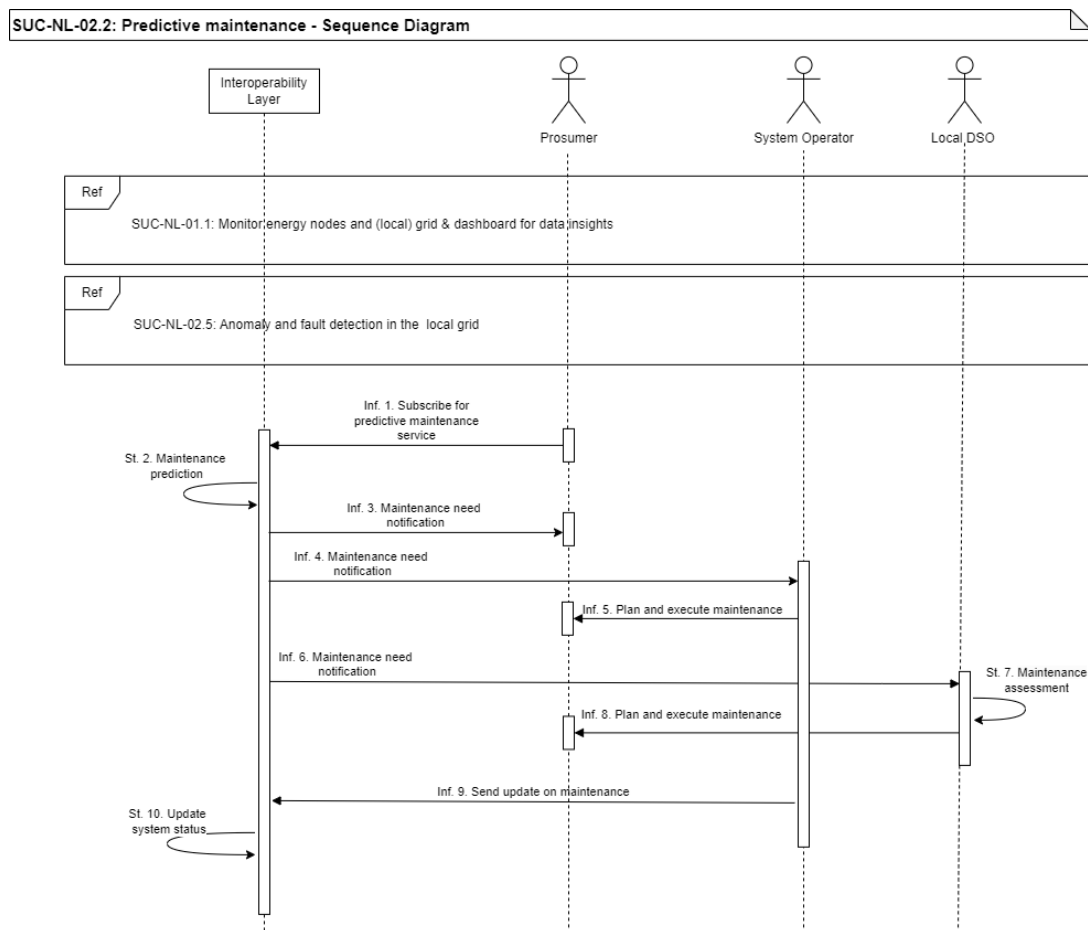 SUC-NL-02.2: Predictive maintenance - Sequence Diagram
Interoperability
Layer
Prosumer
System Operator
Local DSO
Ref
SUC-NL-01.1: Monitor energy nodes and (local) grid & dashboard for data insights
Ref
SUC-NL-02.5: Anomaly and fault detection in the local grid
Inf. 1. Subscribe for
predictive maintenance
service
St. 2. Maintenance
prediction
Inf. 3. Maintenance need
notification
Inf. 4. Maintenance need
notification
Inf. 5. Plan and execute maintenance
Inf. 6. Maintenance need
notification
St. 7. Maintenance
assessment
Inf. 8. Plan and execute maintenance
Inf. 9. Send update on maintenance
St. 10. Update
system status